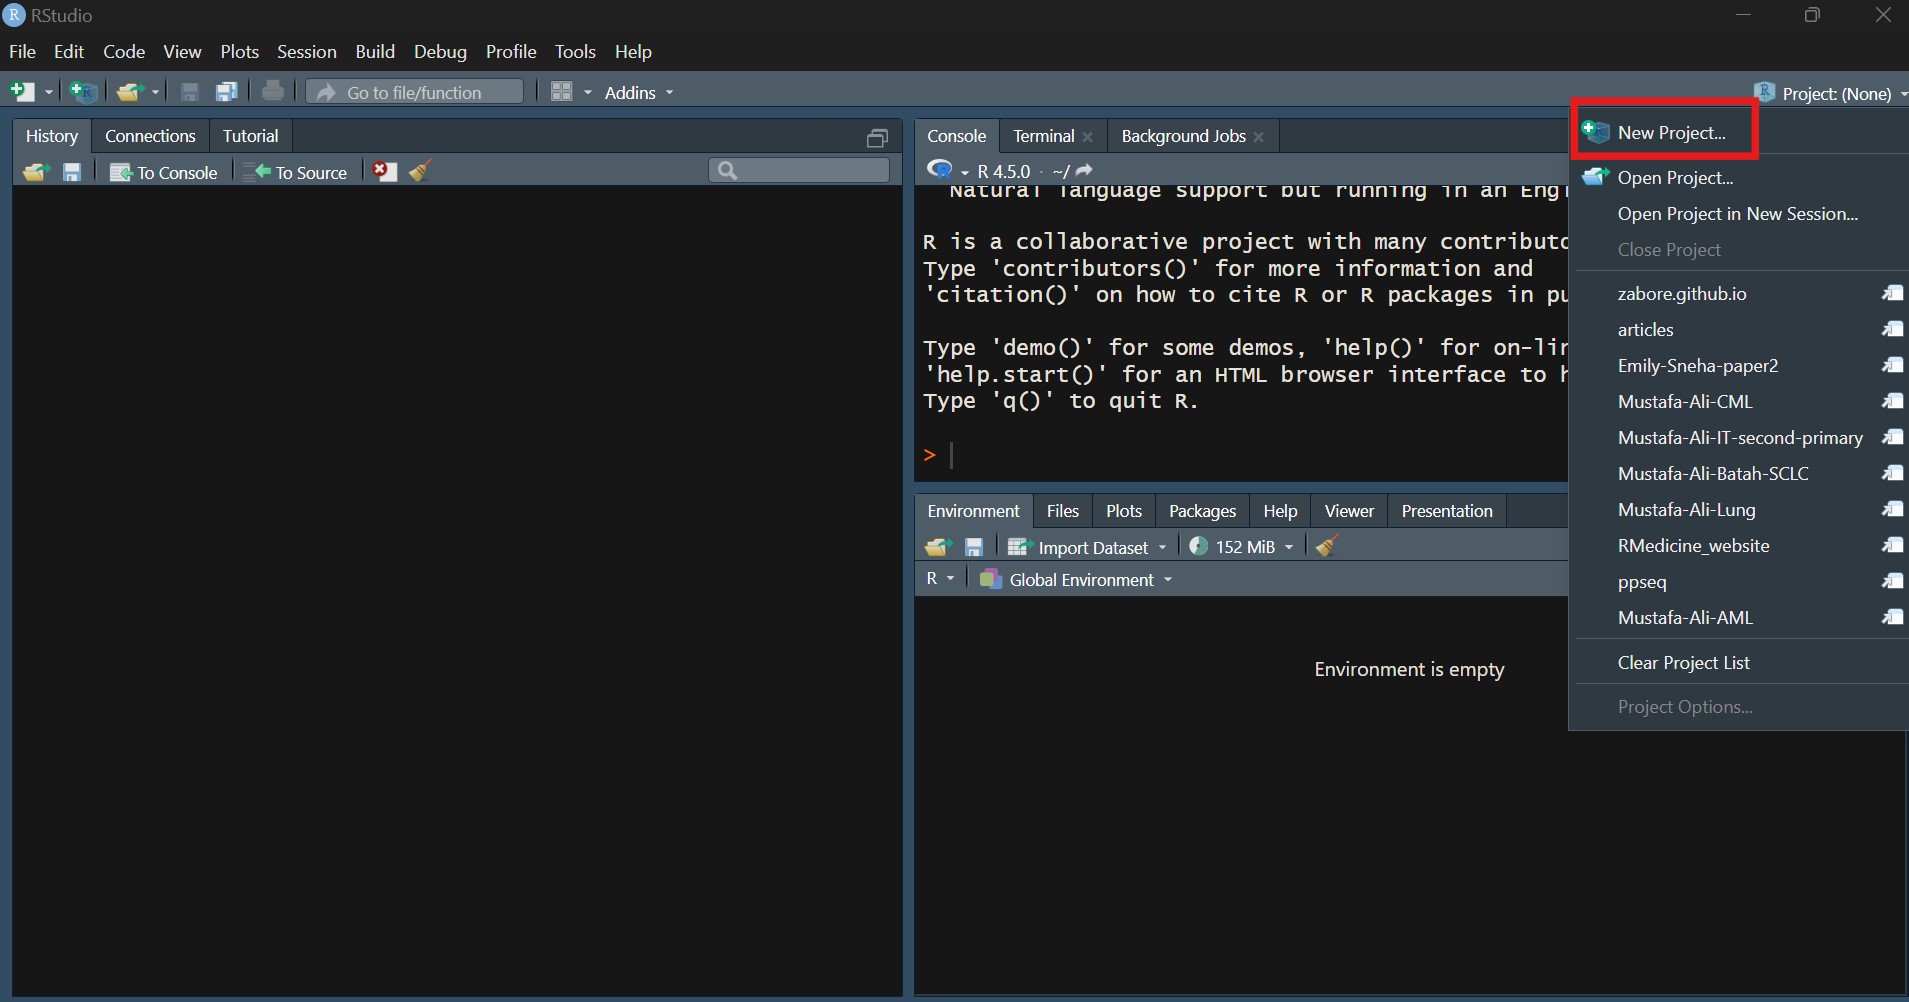 RStudio
File Edit Code View Plots Session Build Debug Profile Tools Help
Go to file/function Addins Project: (None)
History Connections Tutorial
To Console To Source
Console Terminal Background Jobs
R 4.5.0 · ~/
Natural language support but running in an Engl
R is a collaborative project with many contributo
Type 'contributors()' for more information and
'citation()' on how to cite R or R packages in pu
Type 'demo()' for some demos, 'help()' for on-lin
'help.start()' for an HTML browser interface to h
Type 'q()' to quit R.
>
Environment Files Plots Packages Help Viewer Presentation
Import Dataset 152 MiB
R Global Environment
Environment is empty
New Project...
Open Project...
Open Project in New Session...
Close Project
zabore.github.io
articles
Emily-Sneha-paper2
Mustafa-Ali-CML
Mustafa-Ali-IT-second-primary
Mustafa-Ali-Batah-SCLC
Mustafa-Ali-Lung
RMedicine_website
ppseq
Mustafa-Ali-AML
Clear Project List
Project Options...